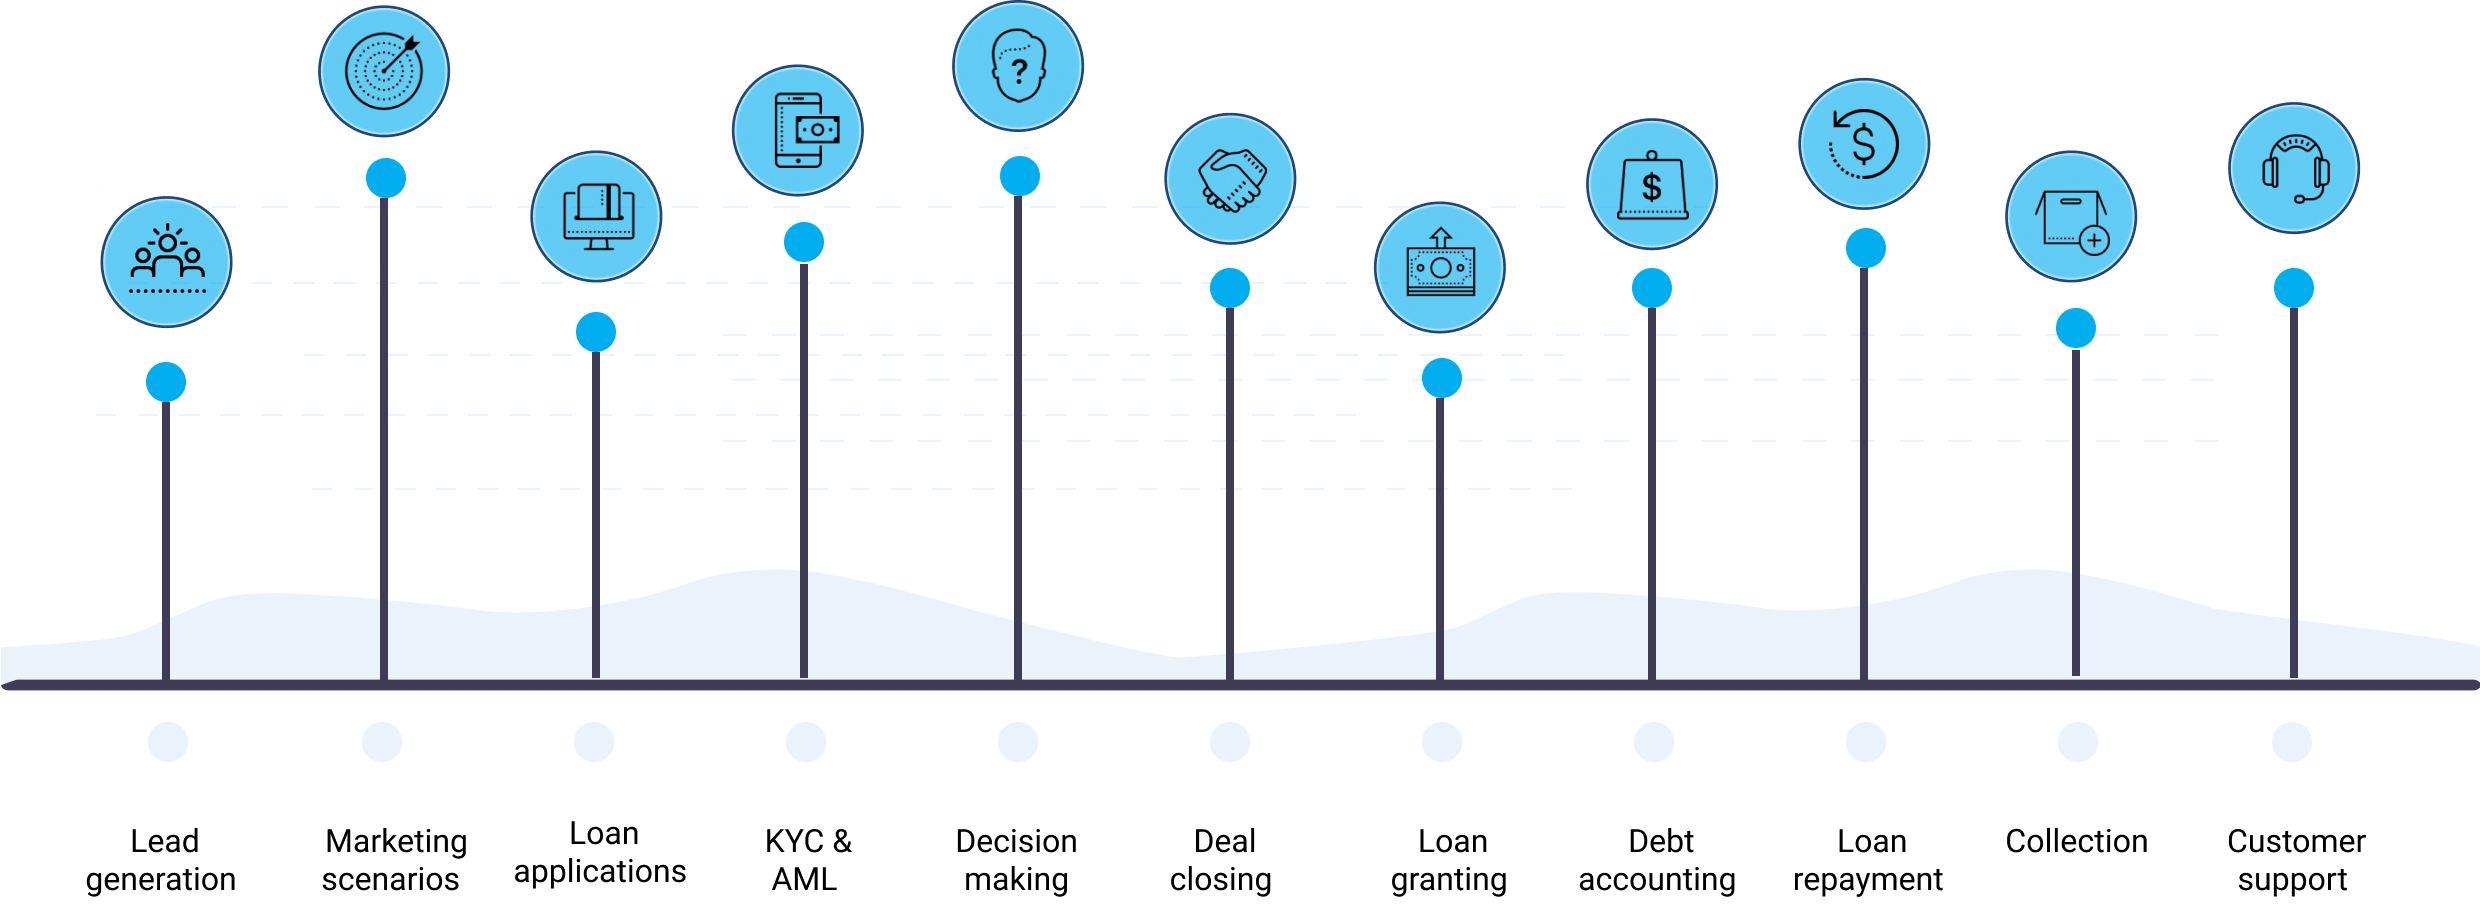 ?
$
$
Lead
generation
Marketing
scenarios
Loan
applications
KYC &
AML
Decision
making
Deal
closing
Loan
granting
Debt
accounting
Loan
repayment
Collection
Customer
support